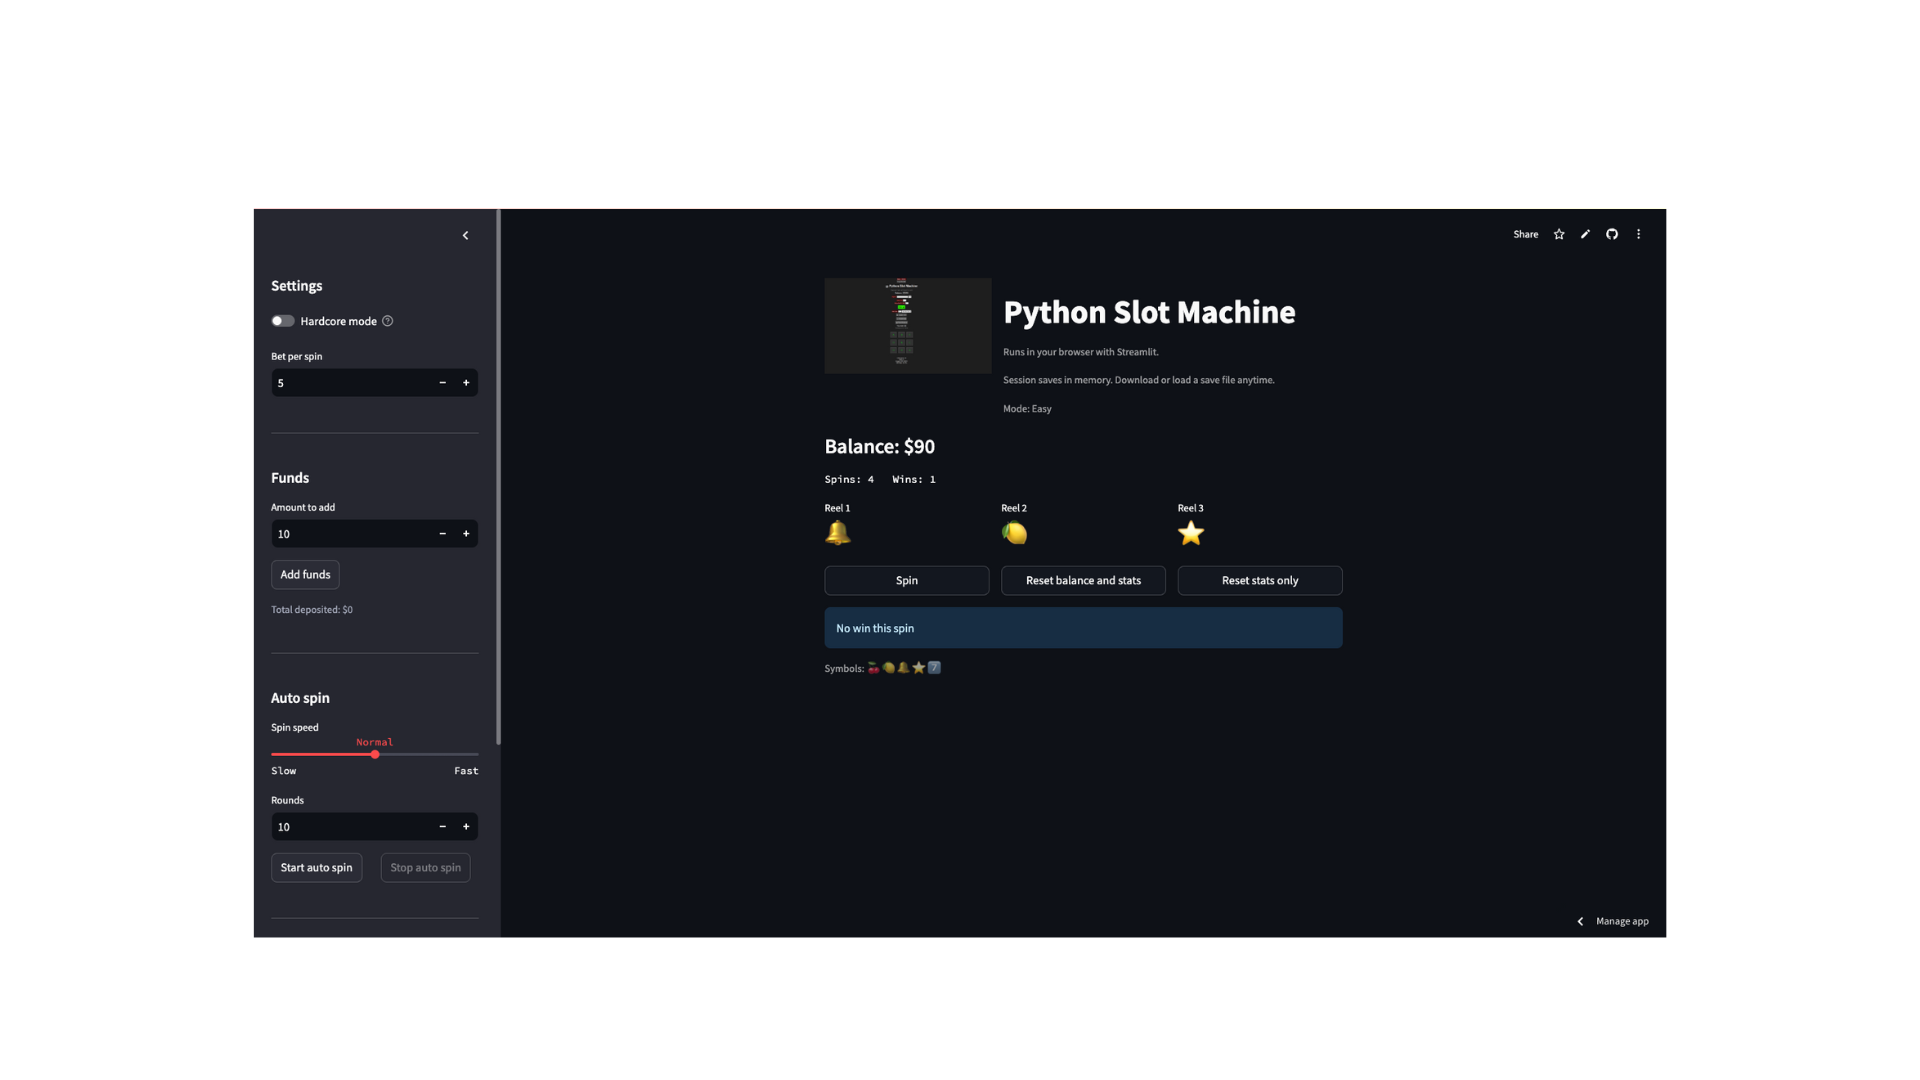 Share
Settings
Hardcore mode
Bet per spin
5
Funds
Amount to add
10
Add funds
Total deposited: $0
Auto spin
Spin speed
Normal
Slow Fast
Rounds
10
Start auto spin Stop auto spin
Python Slot Machine
Runs in your browser with Streamlit.
Session saves in memory. Download or load a save file anytime.
Mode: Easy
Balance: $90
Spins: 4 Wins: 1
Reel 1 Reel 2 Reel 3
Spin Reset balance and stats Reset stats only
No win this spin
Symbols: 🍒🍋🔔⭐7️⃣
Manage app